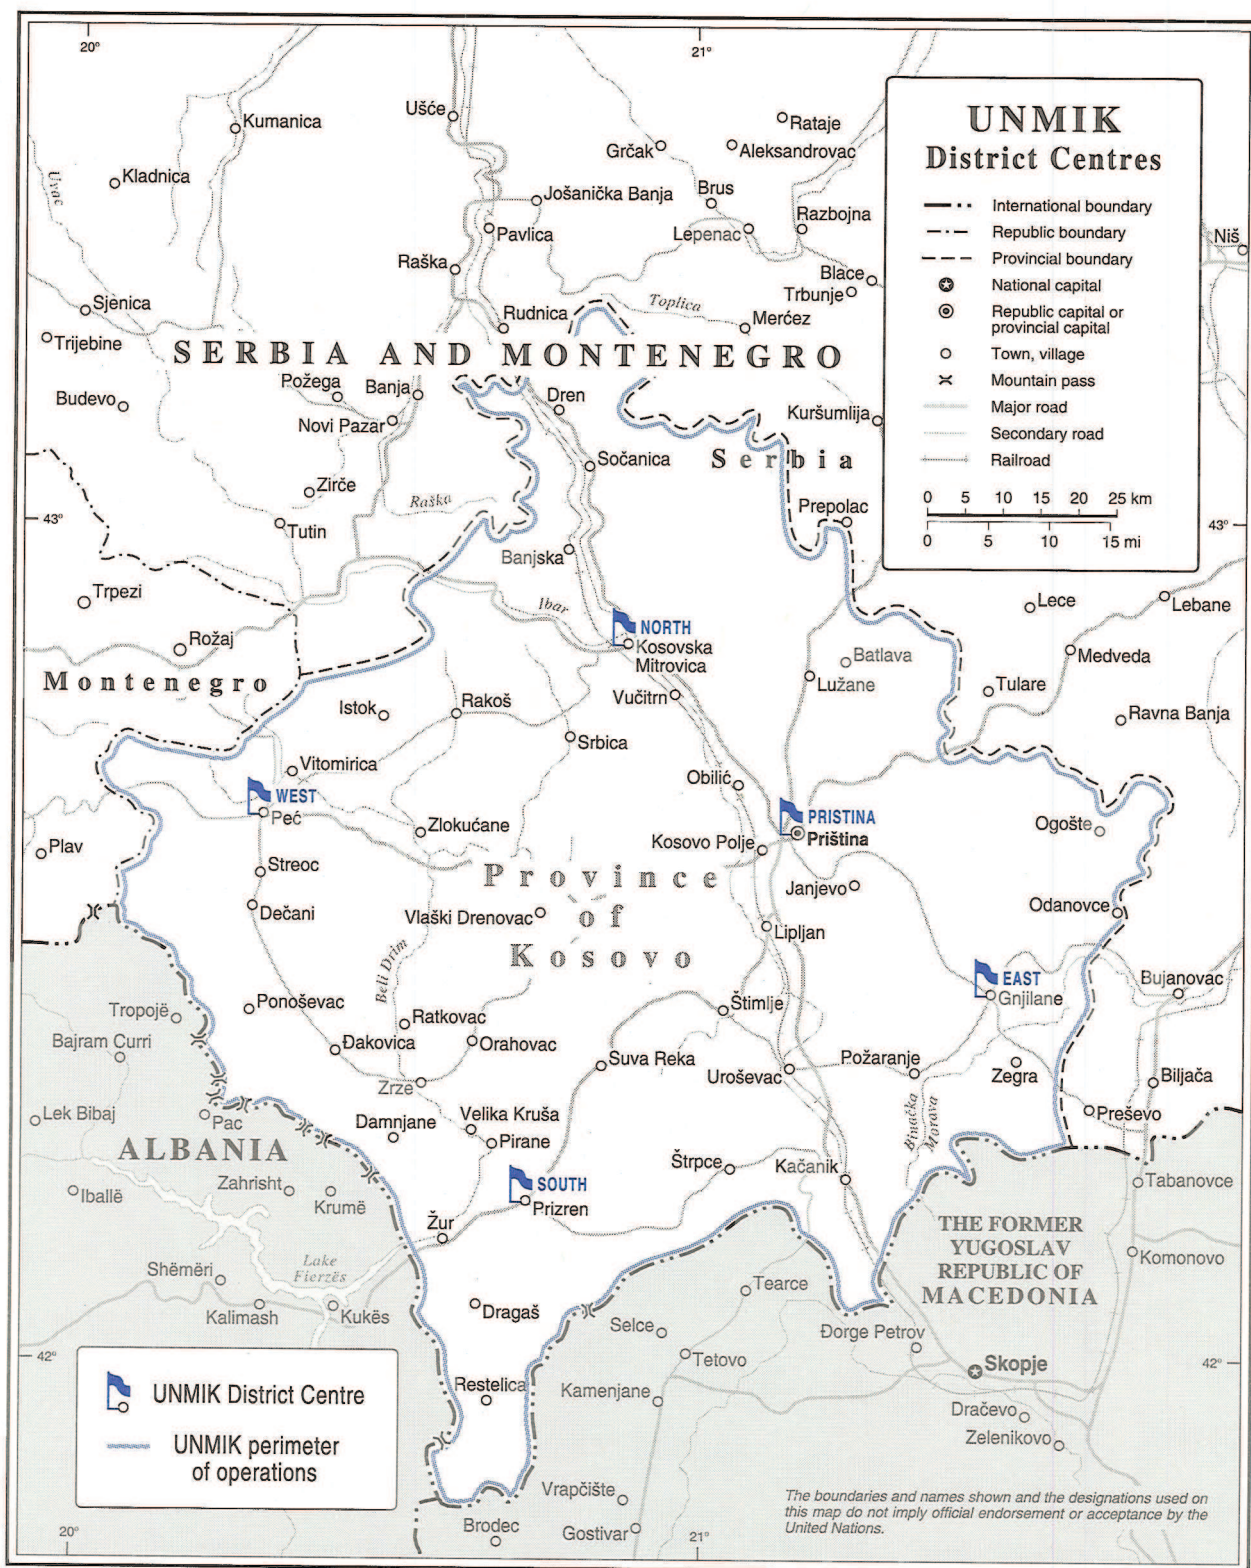 20°
21°
UNMIK
District Centres
International boundary
Republic boundary
Provincial boundary
National capital
Republic capital or
provincial capital
Town, village
Mountain pass
Major road
Secondary road
Railroad
0 5 10 15 20 25 km
0 5 10 15 mi
Kumanica
Ušće
Rataje
Grčak
Aleksandrovac
Kladnica
Uvac
Jošanička Banja
Brus
Razbojna
Pavlica
Lepenac
Niš
Raška
Blace
Trbunje
Sjenica
Rudnica
Toplica
Merćez
Trijebine
SERBIA AND MONTENEGRO
Požega
Banja
Dren
Budevo
Novi Pazar
Kuršumlija
Sočanica
Serbia
Zirče
Raška
Prepolac
43°
Tutin
43°
Banjska
Trpezi
Ibar
Lece
Lebane
NORTH
Kosovska
Mitrovica
Rožaj
Batlava
Medveda
Montenegro
Lužane
Tulare
Vučitrn
Istok
Rakoš
Ravna Banja
Srbica
Vitomirica
Obilić
WEST
Peć
PRISTINA
Priština
Zlokućane
Ogošte
Plav
Kosovo Polje
Streoc
Province
of
Kosovo
Janjevo
Dečani
Vlaški Drenovac
Odanovce
Lipljan
Beli Drim
EAST
Gnjilane
Bujanovac
Ponoševac
Štimlje
Tropojë
Ratkovac
Bajram Curri
Đakovica
Orahovac
Suva Reka
Požaranje
Uroševac
Zegra
Biljača
Zrze
Lek Bibaj
Pac
Damnjane
Velika Kruša
Binačka
Morava
Preševo
Pirane
ALBANIA
Štrpce
Kačanik
Iballë
Zahrisht
Krumë
SOUTH
Prizren
Tabanovce
Žur
THE FORMER
YUGOSLAV
REPUBLIC OF
MACEDONIA
Komonovo
Lake
Fierzës
Shëmëri
Tearce
Kalimash
Kukës
Dragaš
Selce
Đorge Petrov
42°
Tetovo
Skopje
42°
UNMIK District Centre
UNMIK perimeter
of operations
Restelica
Kamenjane
Dračevo
Zelenikovo
Vrapčište
Brodec
Gostivar
The boundaries and names shown and the designations used on
this map do not imply official endorsement or acceptance by the
United Nations.
20°
21°